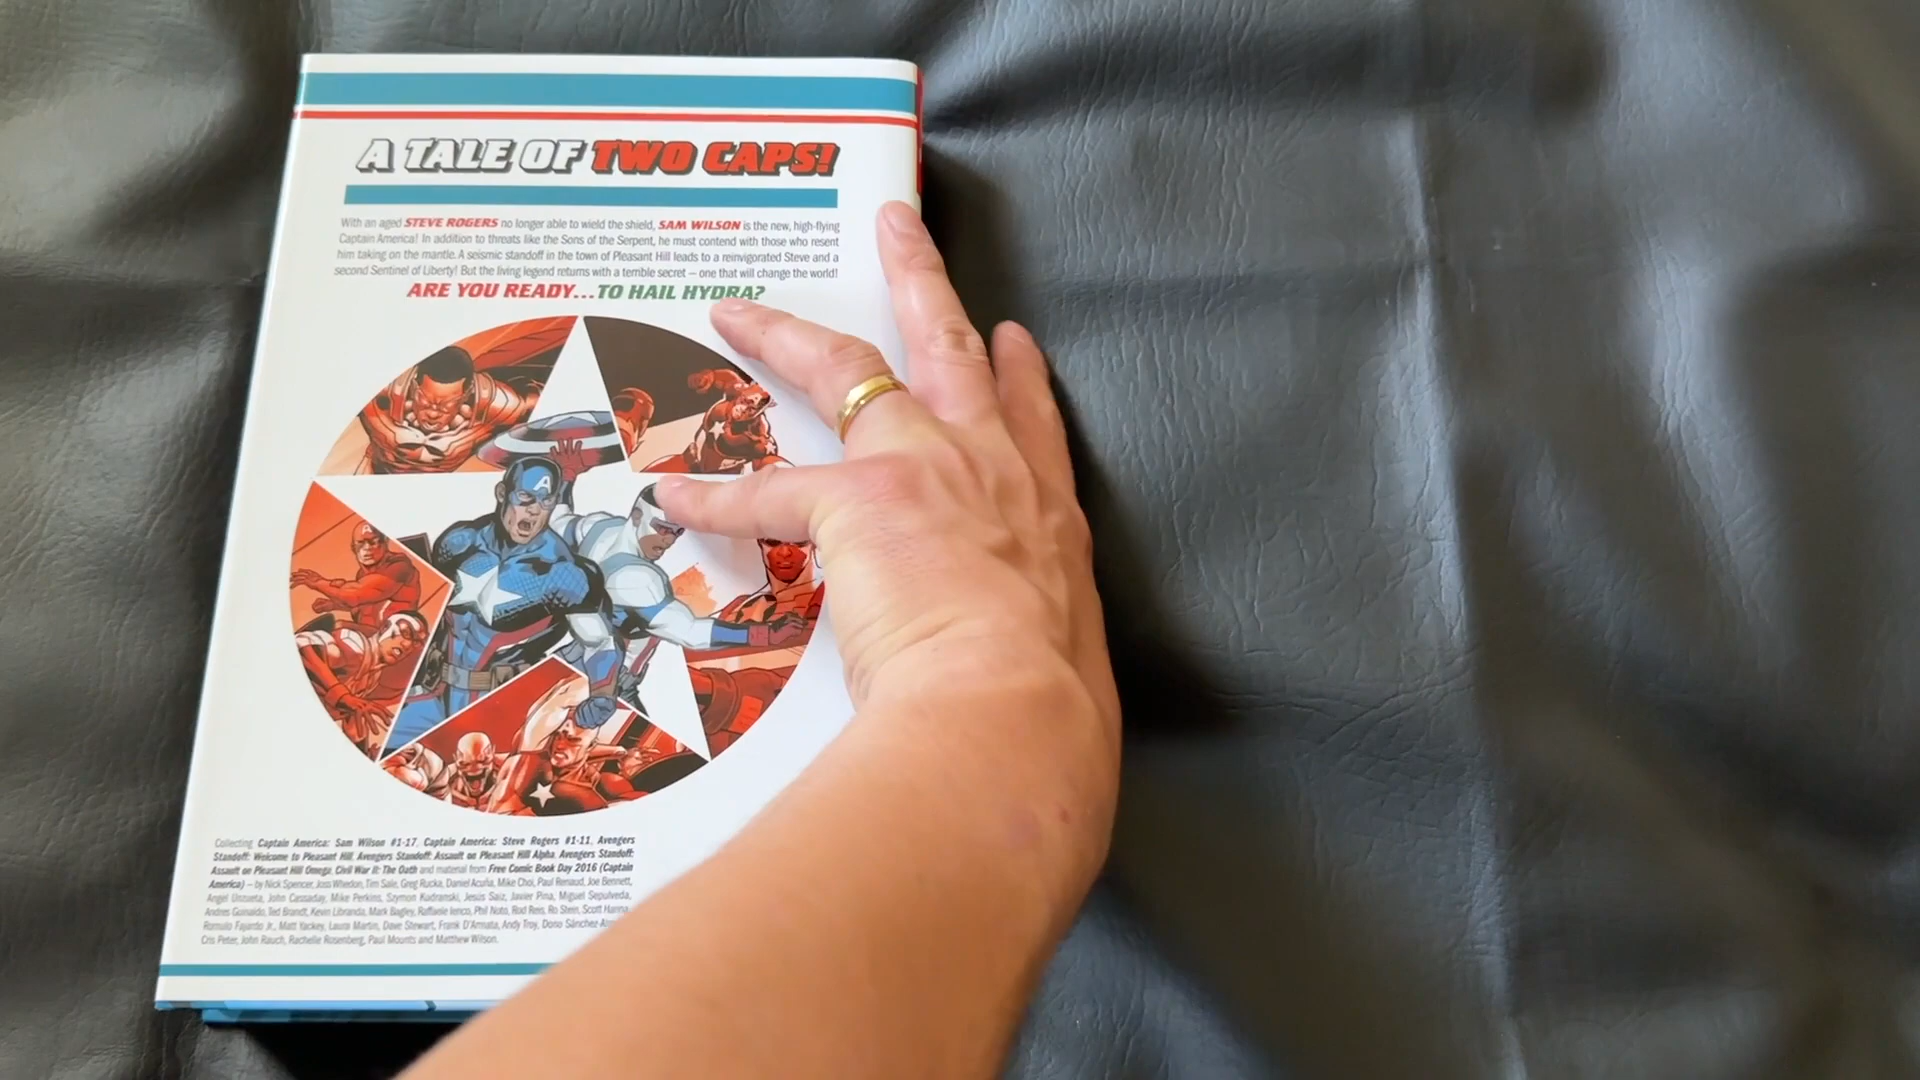 A TALE OF TWO CAPS!
With an aged STEVE ROGERS no longer able to wield the shield, SAM WILSON is the new, high-flying
Captain America! In addition to threats like the Sons of the Serpent, he must contend with those who resent
him taking on the mantle. A seismic standoff in the town of Pleasant Hill leads to a reinvigorated Steve and a
second Sentinel of Liberty! But the living legend returns with a terrible secret – one that will change the world!
ARE YOU READY...TO HAIL HYDRA?
A
A
Collecting Captain America: Sam Wilson #1-17, Captain America: Steve Rogers #1-11, Avengers
Standoff: Welcome to Pleasant Hill, Avengers Standoff: Assault on Pleasant Hill Alpha, Avengers Standoff:
Assault on Pleasant Hill Omega, Civil War II: The Oath and material from Free Comic Book Day 2016 (Captain
America) – by Nick Spencer, Joss Whedon, Tim Sale, Greg Rucka, Daniel Acuña, Mike Choi, Paul Renaud, Joe Bennett,
Angel Unzueta, John Cassaday, Mike Perkins, Szymon Kudranski, Jesus Saiz, Javier Pina, Miguel Sepulveda,
Andres Guinaldo, Ted Brandt, Kevin Libranda, Mark Bagley, Raffaele Ienco, Phil Noto, Rod Reis, Ro Stein, Scott Hanna,
Romulo Fajardo Jr., Matt Yackey, Laura Martin, Dave Stewart, Frank D'Armata, Andy Troy, Dono
Cris Peter, John Rauch, Rachelle Rosenberg, Paul Mounts and Matthew Wilson.